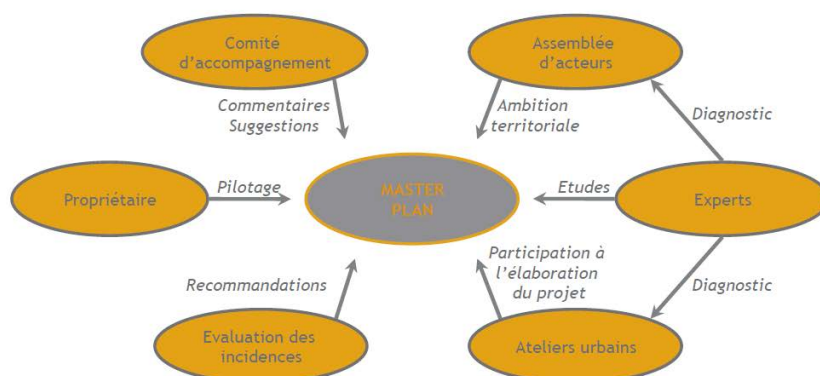 Comité
d'accompagnement
Assemblée
d'acteurs
Commentaires
Suggestions
Ambition
territoriale
Diagnostic
Propriétaire
Pilotage
MASTER
PLAN
Etudes
Experts
Recommandations
Participation à
l'élaboration
du projet
Diagnostic
Evaluation des
incidences
Ateliers urbains